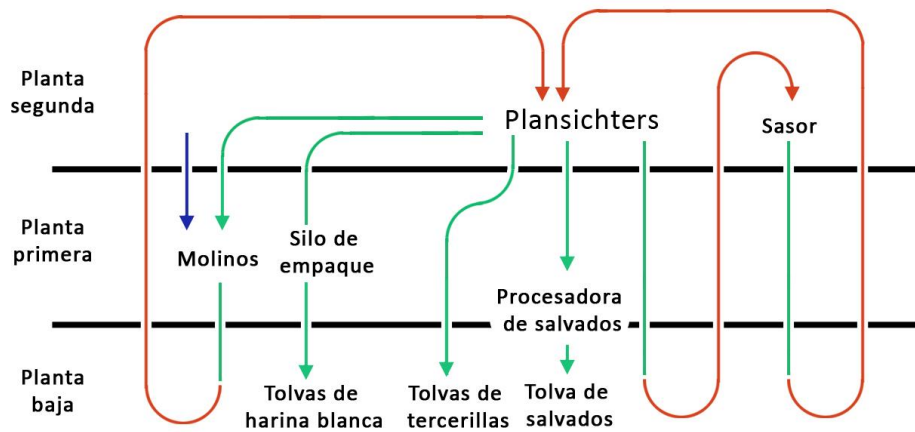 Planta
segunda
Plansichters
Sasor
Planta
primera
Molinos
Silo de
empaque
Procesadora
de salvados
Planta
baja
Tolvas de
harina blanca
Tolvas de
tercerillas
Tolva de
salvados